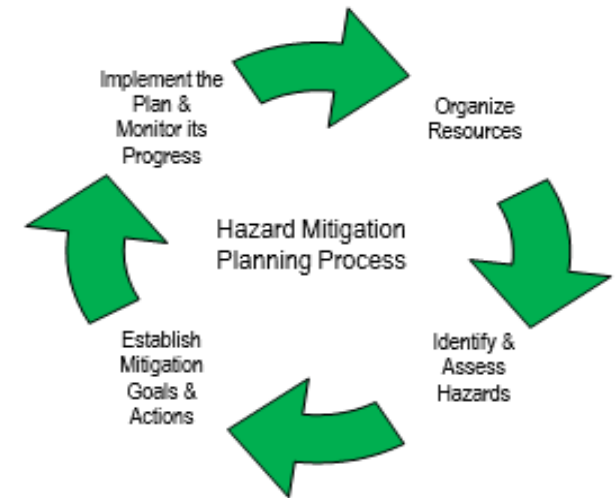 Implement the
Plan &
Monitor its
Progress
Organize
Resources
Hazard Mitigation
Planning Process
Establish
Mitigation
Goals &
Actions
Identify &
Assess
Hazards